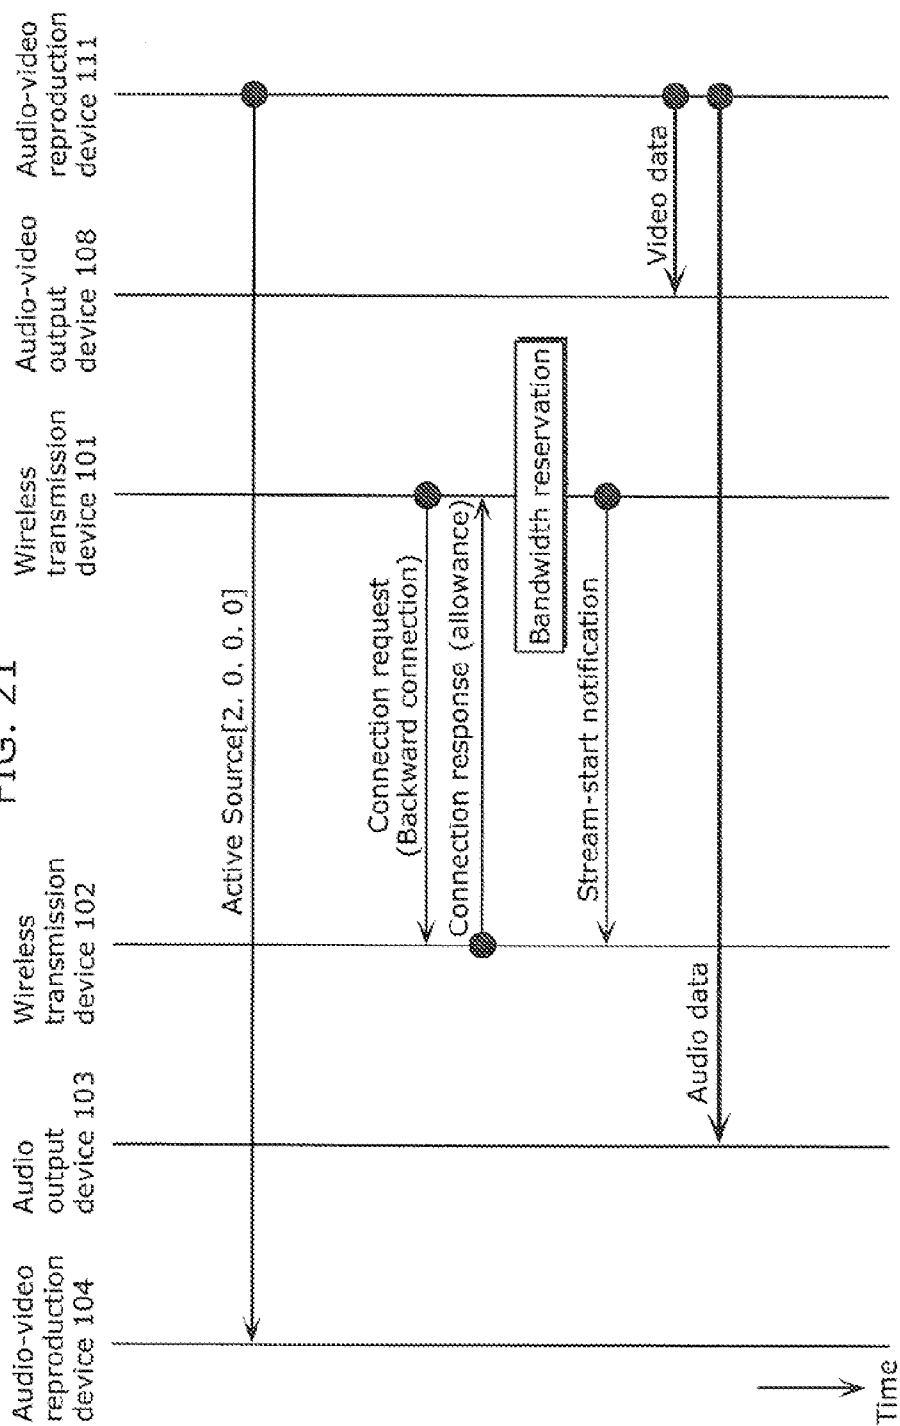 FIG. 21
Audio-video
reproduction
device 104
Audio
output
device 103
Wireless
transmission
device 102
Wireless
transmission
device 101
Audio-video
output
device 108
Audio-video
reproduction
device 111
Active Source[2. 0. 0. 0]
Connection request
(Backward connection)
Connection response (allowance)
Bandwidth reservation
Stream-start notification
Video data
Audio data
Time